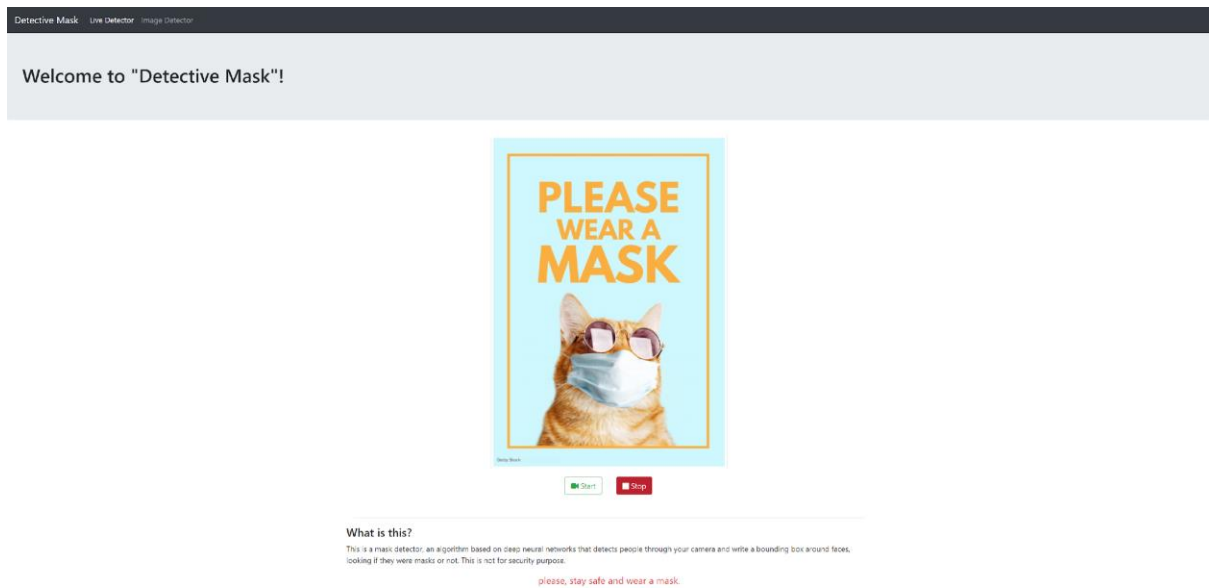 Detective Mask Live Detector Image Detector
Welcome to "Detective Mask"!
PLEASE
WEAR A
MASK
Start Stop
What is this?
This is a mask detector, an algorithm based on deep neural networks that detects people through your camera and write a bounding box around faces,
looking if they were masks or not. This is not for security purpose.
please, stay safe and wear a mask.